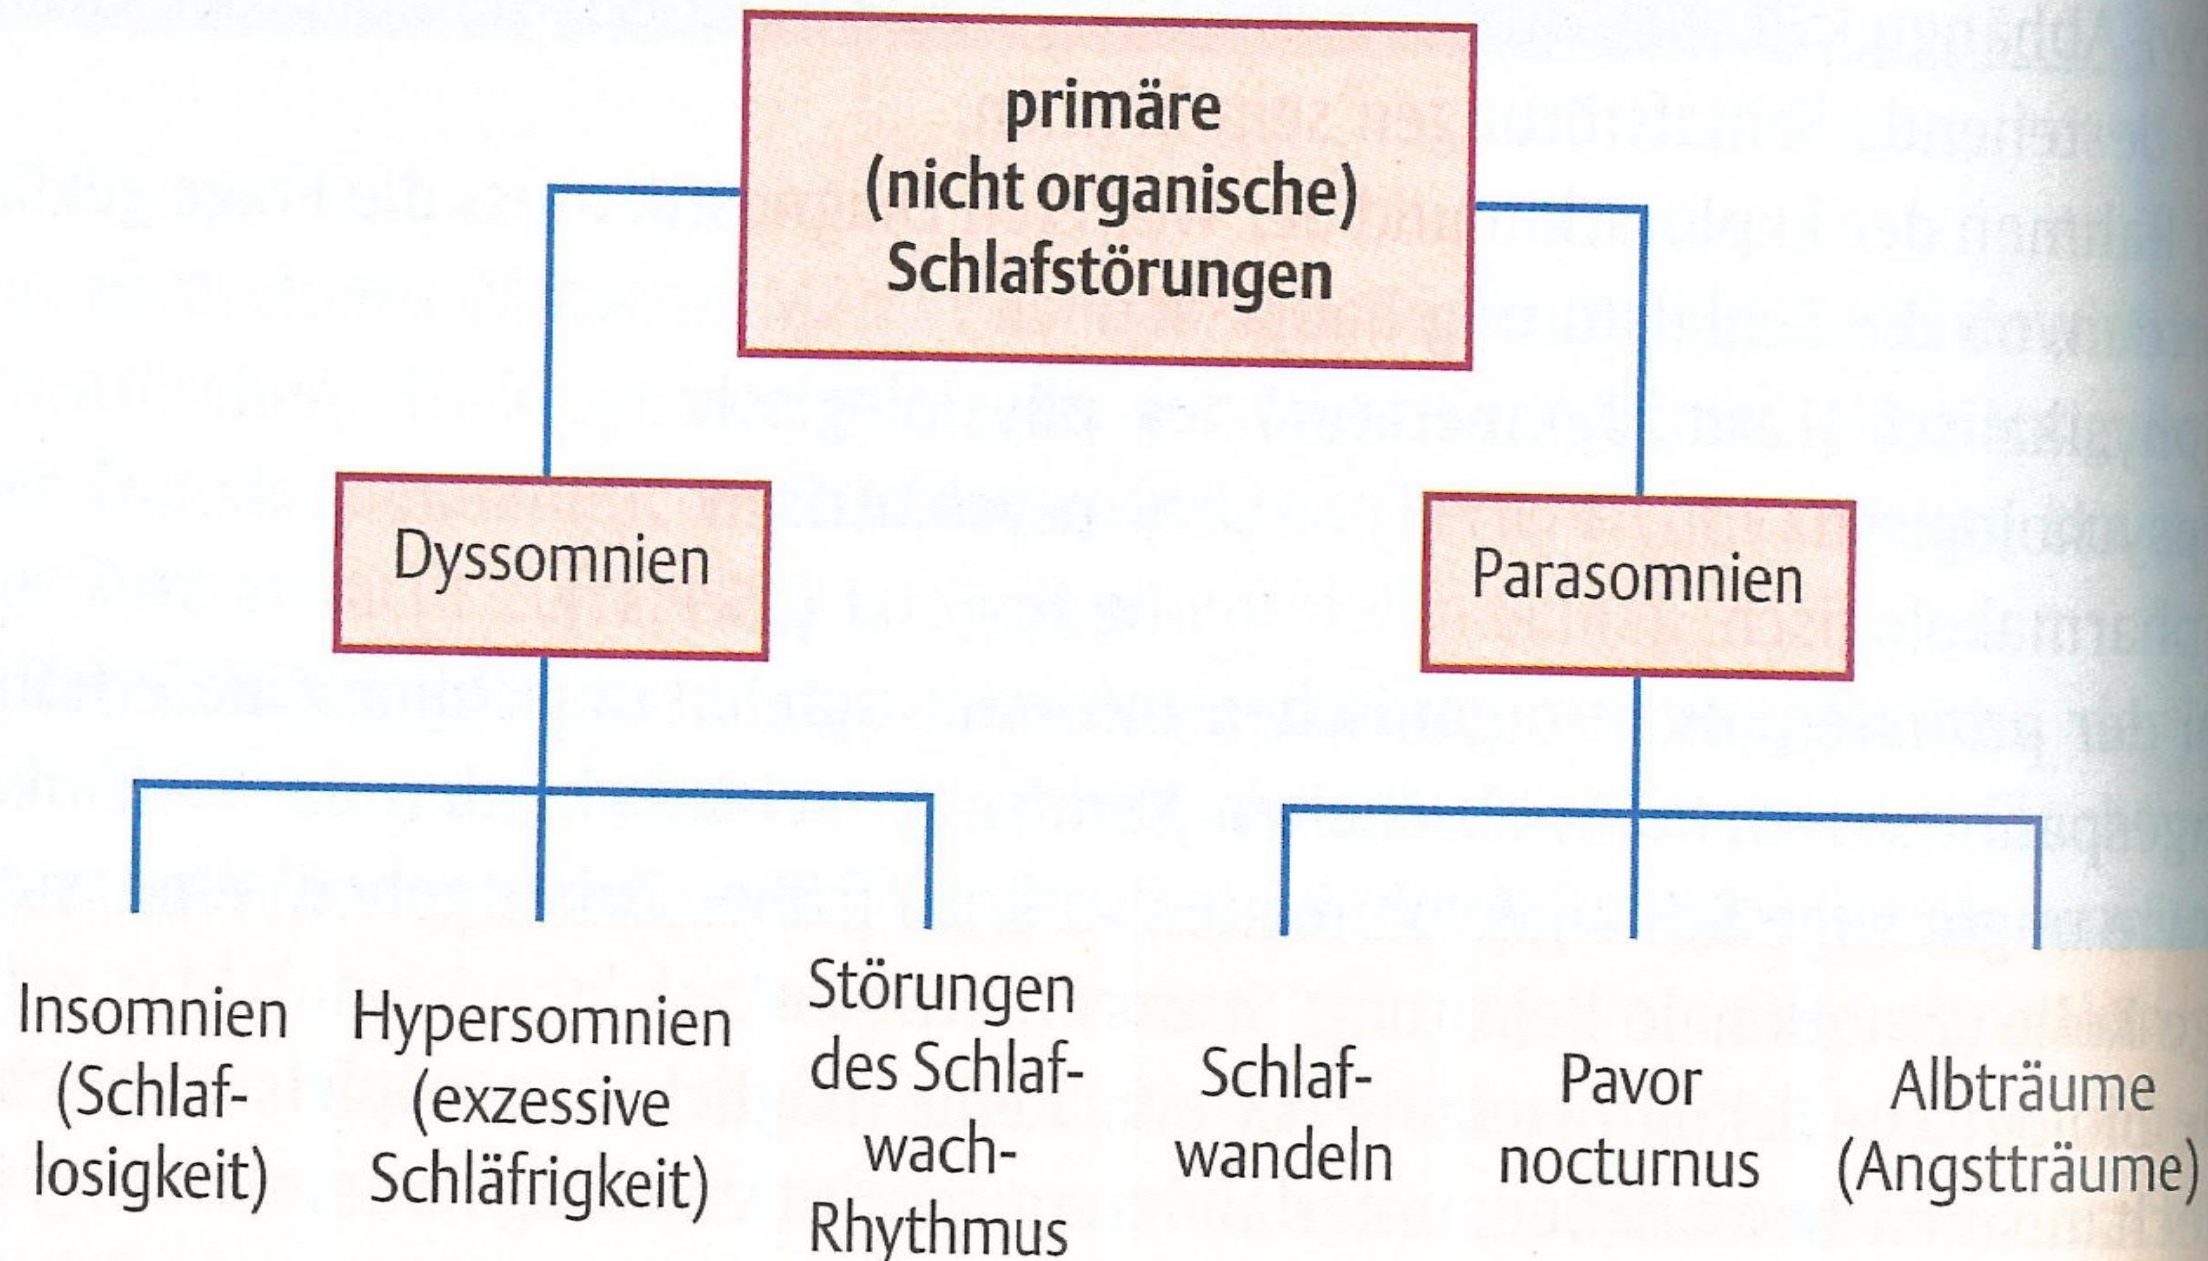 primäre
(nicht organische)
Schlafstörungen
Dyssomnien
Parasomnien
Insomnien
(Schlaf-
losigkeit)
Hypersomnien
(exzessive
Schläfrigkeit)
Störungen
des Schlaf-
wach-
Rhythmus
Schlaf-
wandeln
Pavor
nocturnus
Albträume
(Angstträume)